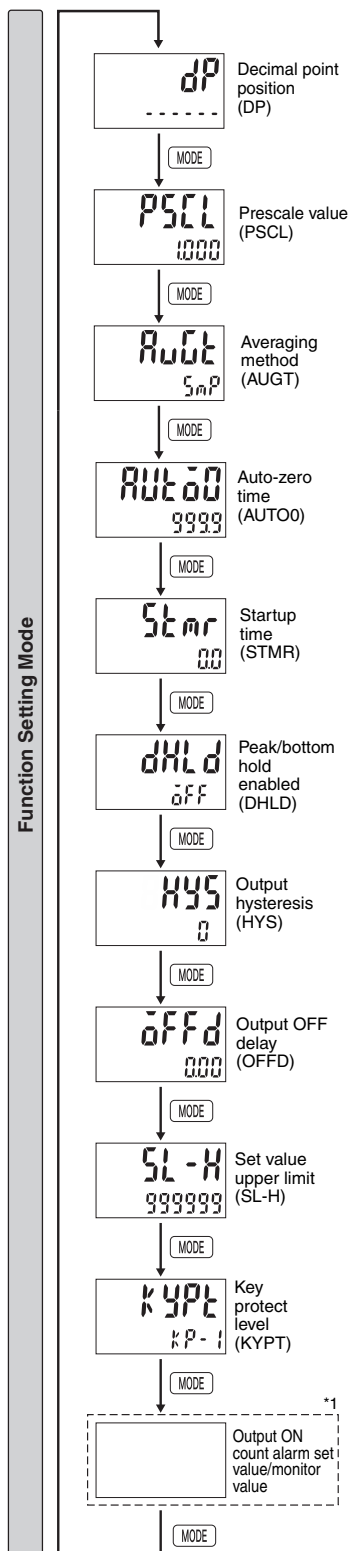 Function Setting Mode
dP
------
Decimal point
position
(DP)
MODE
PSCL
1.000
Prescale value
(PSCL)
MODE
AvGt
SmP
Averaging
method
(AUGT)
MODE
AUto0
999.9
Auto-zero
time
(AUTO0)
MODE
Stmr
0.0
Startup
time
(STMR)
MODE
dHLd
oFF
Peak/bottom
hold
enabled
(DHLD)
MODE
HYS
0
Output
hysteresis
(HYS)
MODE
oFFd
0.00
Output OFF
delay
(OFFD)
MODE
SL-H
999999
Set value
upper limit
(SL-H)
MODE
KYPt
KP-1
Key
protect
level
(KYPT)
MODE
*1
Output ON
count alarm set
value/monitor
value
MODE